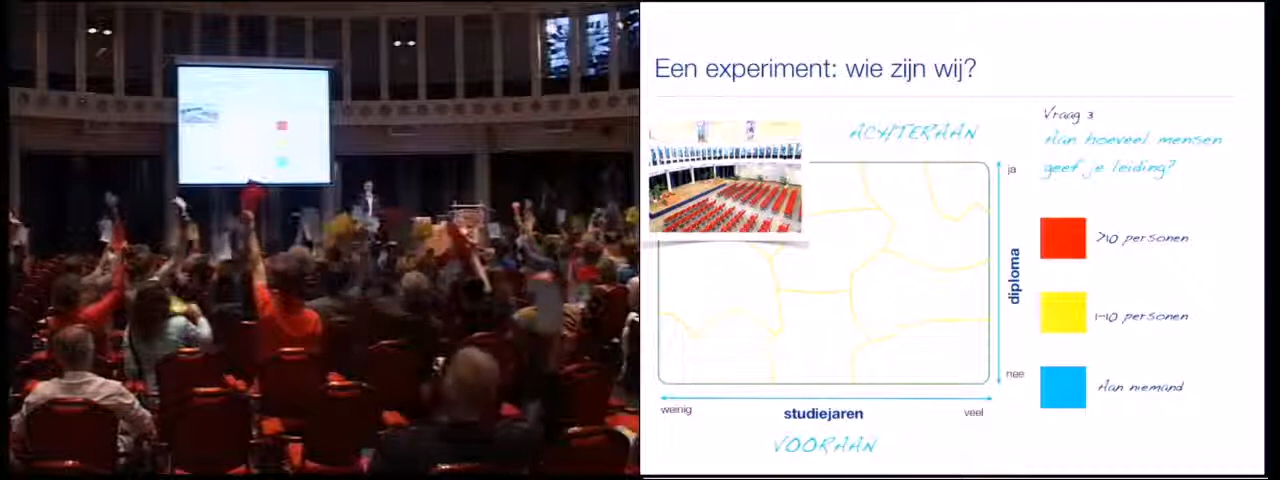 Een experiment: wie zijn wij?
ACHTERAAN
Vraag 3
Aan hoeveel mensen
geef je leiding?
ja
diploma
nee
>10 personen
1-10 personen
Aan niemand
weinig
studiejaren
veel
VOORAAN